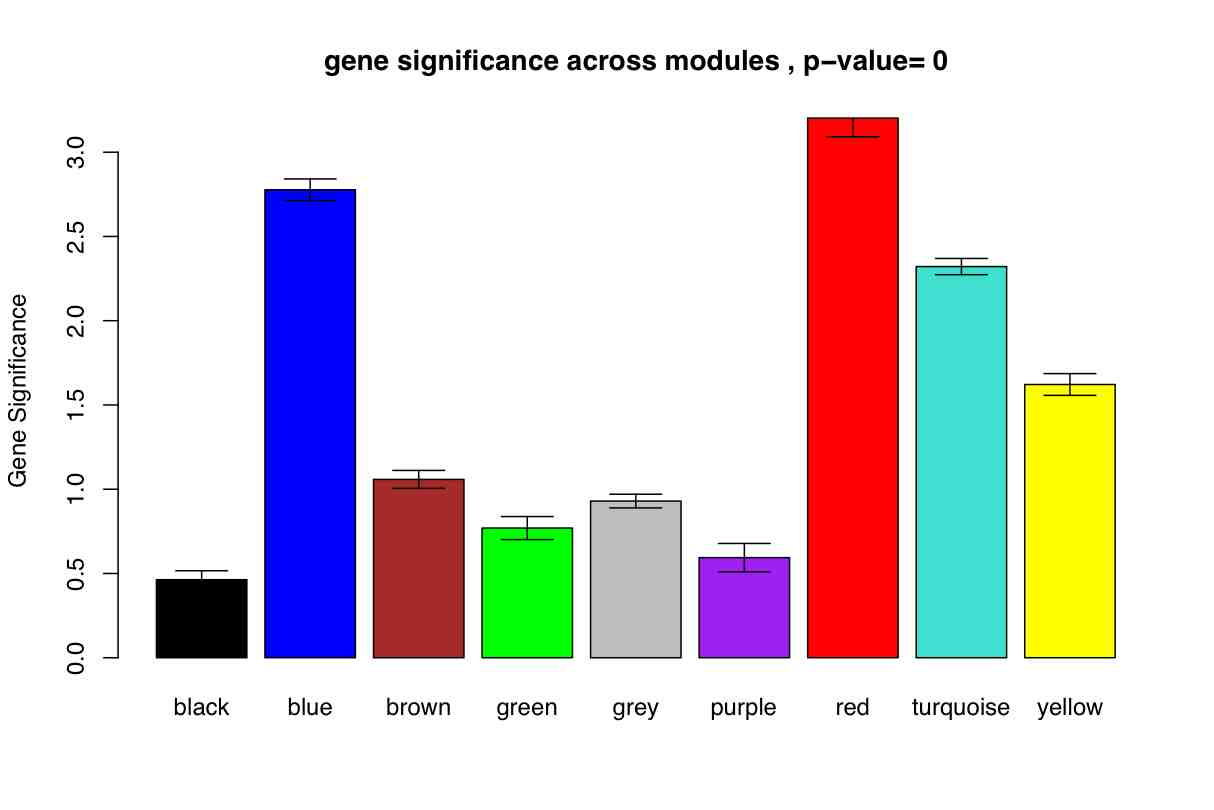 gene significance across modules , p−value= 0
Gene Significance
3.0
2.5
2.0
1.5
1.0
0.5
0.0
black blue brown green grey purple red turquoise yellow